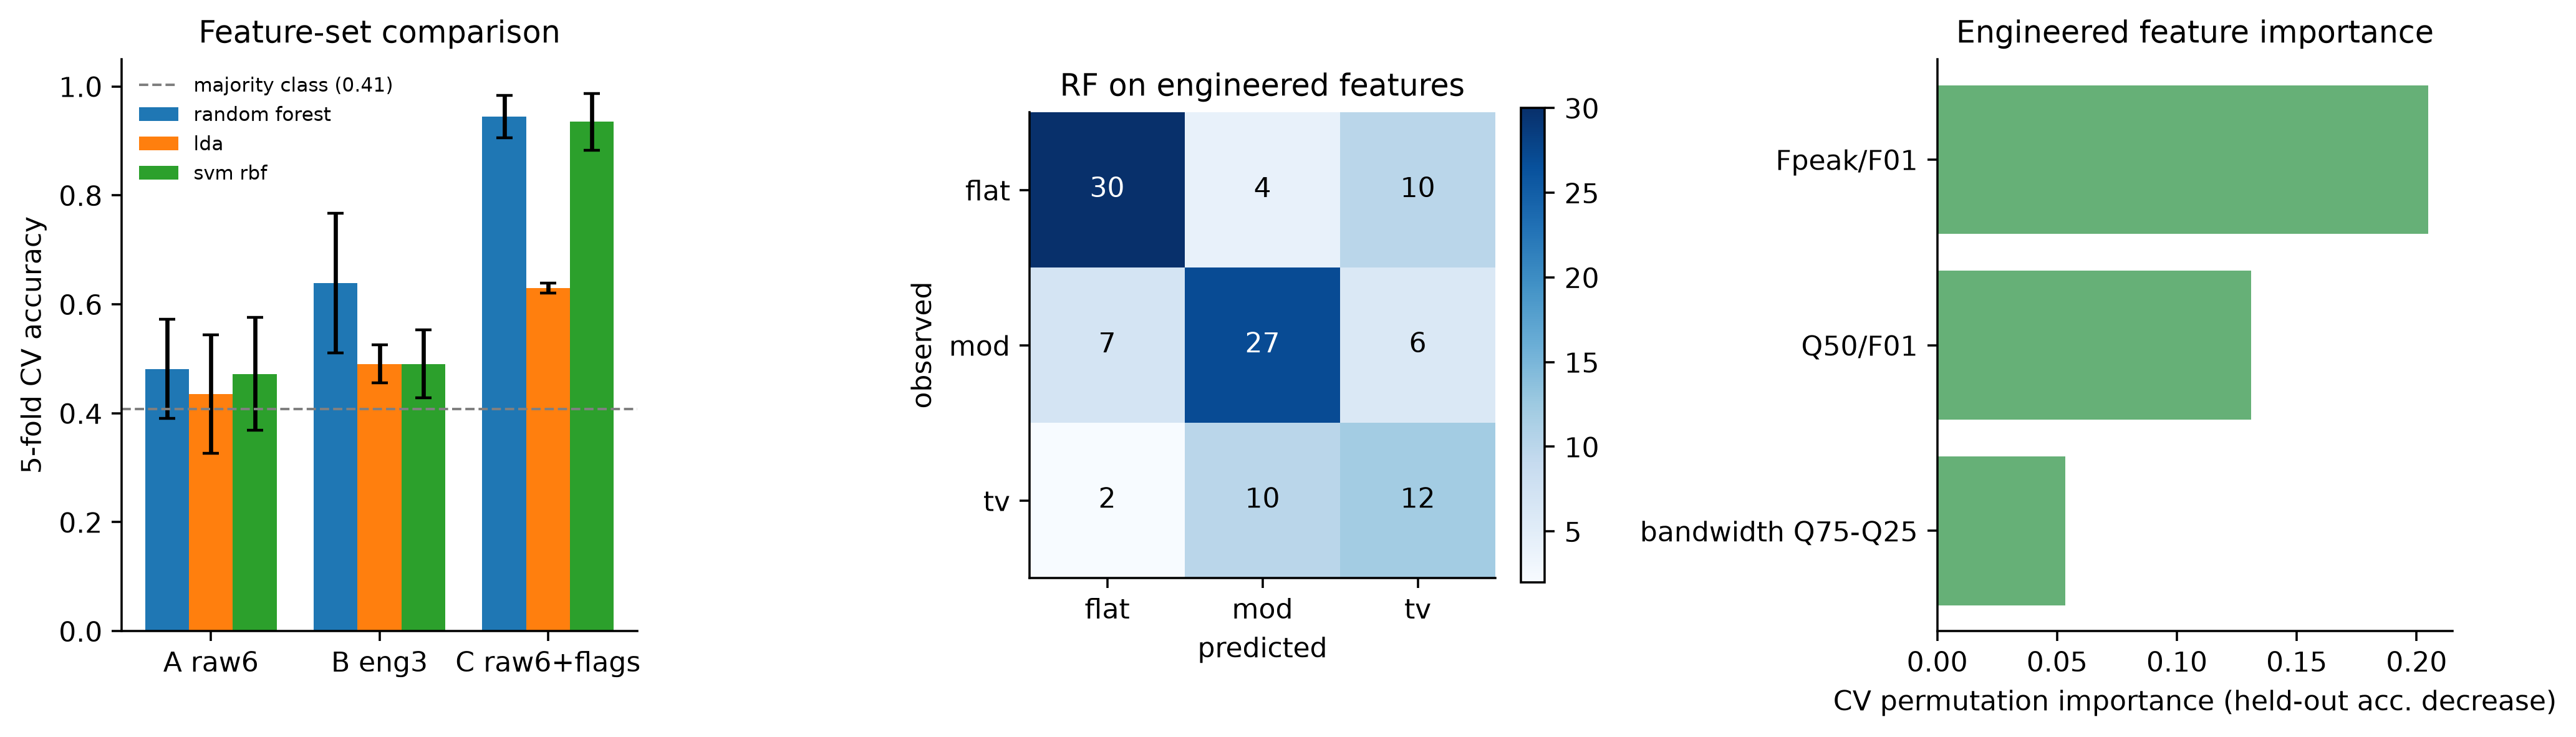 Feature-set comparison
5-fold CV accuracy
1.0
0.8
0.6
0.4
0.2
0.0
majority class (0.41)
random forest
lda
svm rbf
A raw6
B eng3
C raw6+flags
RF on engineered features
observed
flat
mod
tv
30
4
10
7
27
6
2
10
12
flat
mod
tv
predicted
30
25
20
15
10
5
Engineered feature importance
Fpeak/F01
Q50/F01
bandwidth Q75-Q25
0.00
0.05
0.10
0.15
0.20
CV permutation importance (held-out acc. decrease)